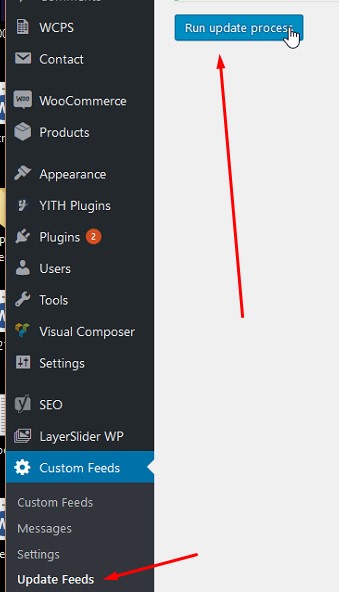 Comments
Run update process
WCPS
Contact
WooCommerce
Products
Appearance
YITH Plugins
Plugins 2
Users
Tools
Visual Composer
Settings
SEO
LayerSlider WP
Custom Feeds
Custom Feeds
Messages
Settings
Update Feeds